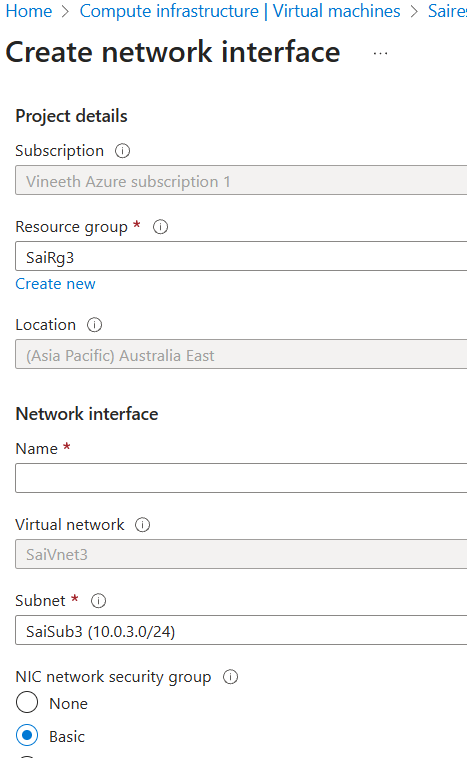 Home > Compute infrastructure | Virtual machines > Saires
Create network interface ...
Project details
Subscription
Vineeth Azure subscription 1
Resource group *
SaiRg3
Create new
Location
(Asia Pacific) Australia East
Network interface
Name *
Virtual network
SaiVnet3
Subnet *
SaiSub3 (10.0.3.0/24)
NIC network security group
None
Basic